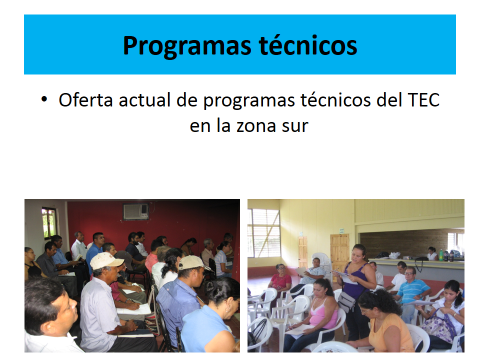 Programas técnicos
• Oferta actual de programas técnicos del TEC
en la zona sur